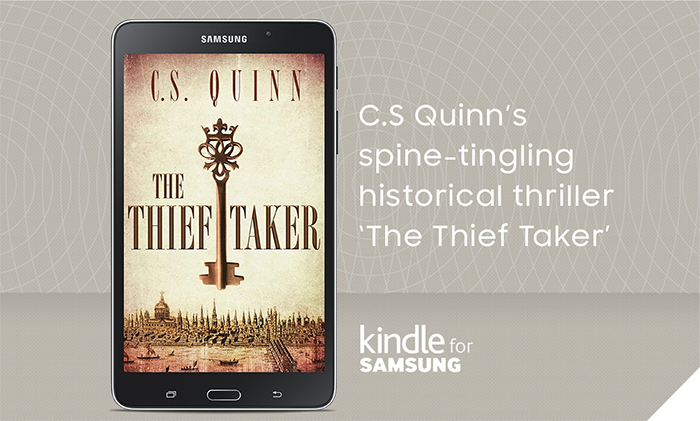 SAMSUNG
C.S. QUINN
THE
THIEF TAKER
C.S Quinn's
spine-tingling
historical thriller
‘The Thief Taker’
kindle for
SAMSUNG